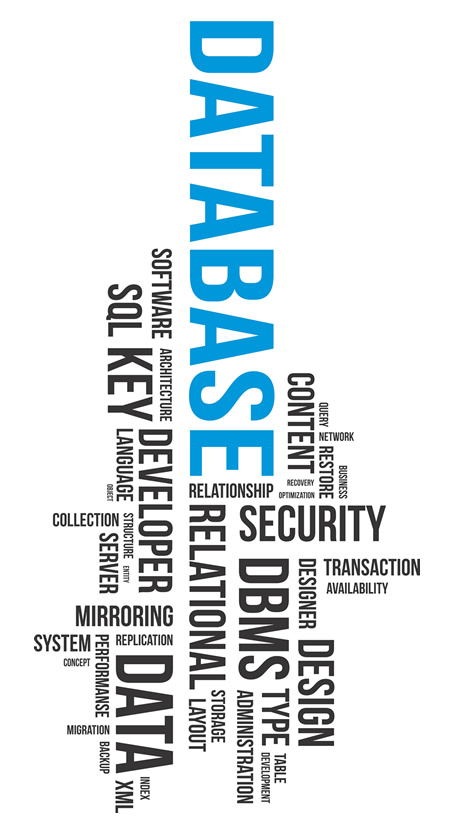 DATABASE
SOFTWARE
SQL
KEY
ARCHITECTURE
CONTENT
QUERY
NETWORK
RESTORE
BUSINESS
DEVELOPER
LANGUAGE
OBJECT
RECOVERY
OPTIMIZATION
RELATIONSHIP
SECURITY
RELATIONAL
COLLECTION
STRUCTURE
SERVER
ENTITY
DBMS
DESIGNER
TRANSACTION
AVAILABILITY
MIRRORING
SYSTEM
REPLICATION
CONCEPT
PERFORMANSE
DATA
DESIGN
TYPE
STORAGE
LAYOUT
ADMINISTRATION
MIGRATION
BACKUP
TABLE
DEVELOPMENT
INDEX
XML